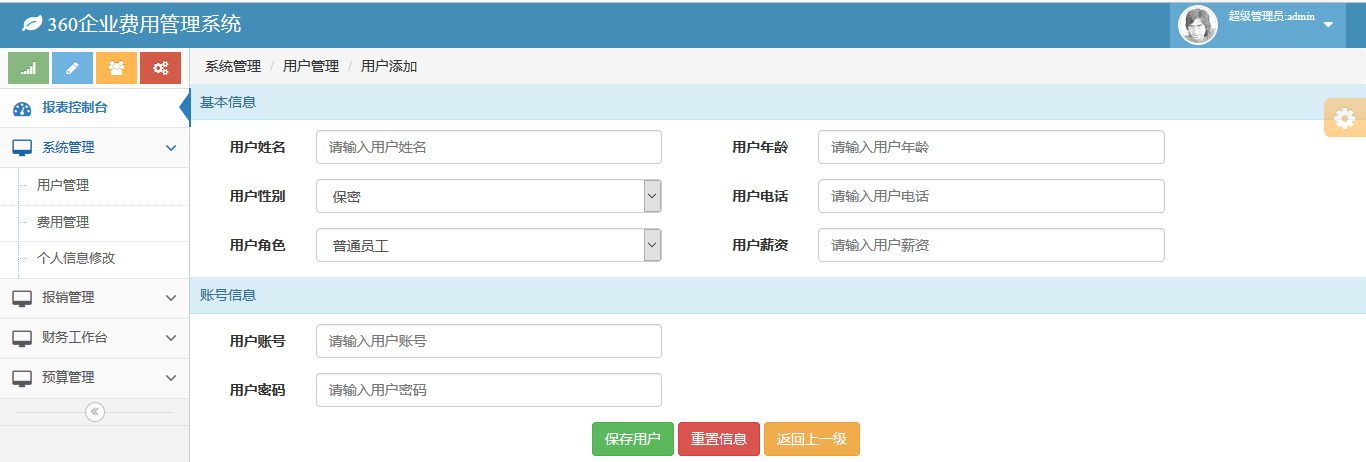 360企业费用管理系统
超级管理员:admin
系统管理 / 用户管理 / 用户添加
报表控制台
系统管理
用户管理
费用管理
个人信息修改
报销管理
财务工作台
预算管理
基本信息
用户姓名 请输入用户姓名 用户年龄 请输入用户年龄
用户性别 保密 用户电话 请输入用户电话
用户角色 普通员工 用户薪资 请输入用户薪资
账号信息
用户账号 请输入用户账号
用户密码 请输入用户密码
保存用户 重置信息 返回上一级